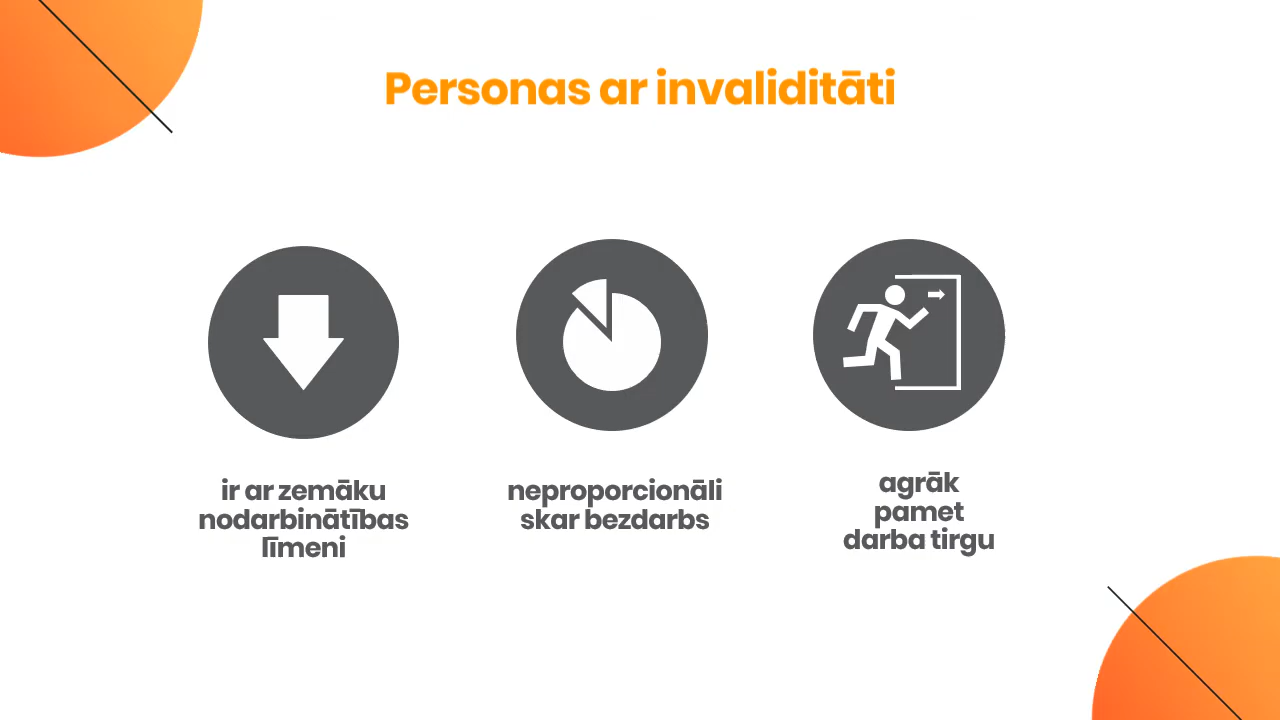 Personas ar invaliditāti
ir ar zemāku
nodarbinātības
līmeni
neproporcionāli
skar bezdarbs
agrāk
pamet
darba tirgu